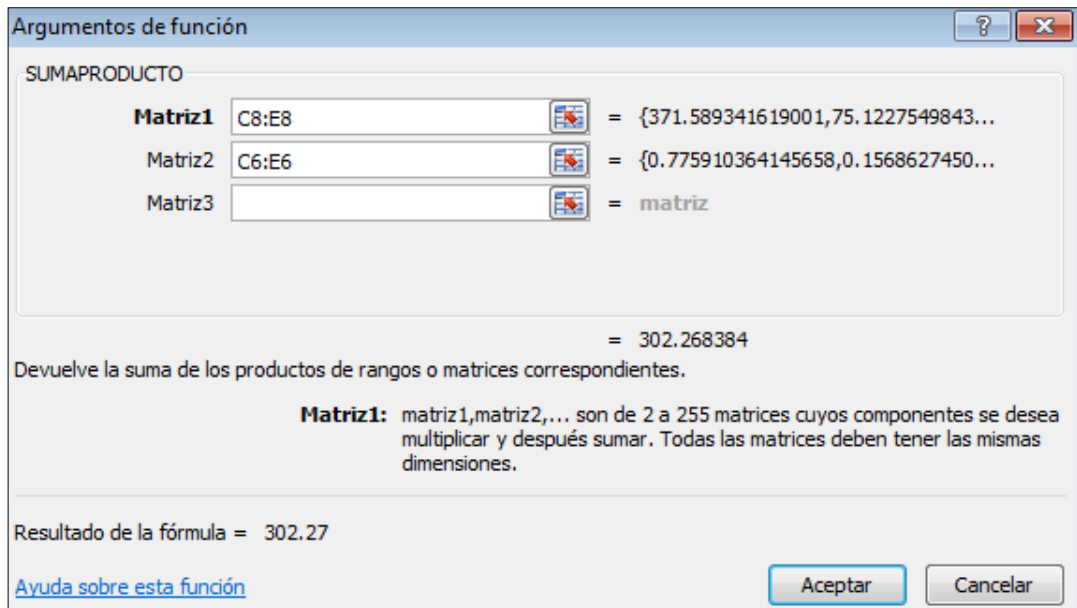 Argumentos de función
SUMAPRODUCTO
Matriz1 C8:E8 = {371.589341619001,75.1227549843...
Matriz2 C6:E6 = {0.775910364145658,0.1568627450...
Matriz3 = matriz
= 302.268384
Devuelve la suma de los productos de rangos o matrices correspondientes.
Matriz1: matriz1,matriz2,... son de 2 a 255 matrices cuyos componentes se desea
multiplicar y después sumar. Todas las matrices deben tener las mismas
dimensiones.
Resultado de la fórmula = 302.27
Ayuda sobre esta función
Aceptar Cancelar